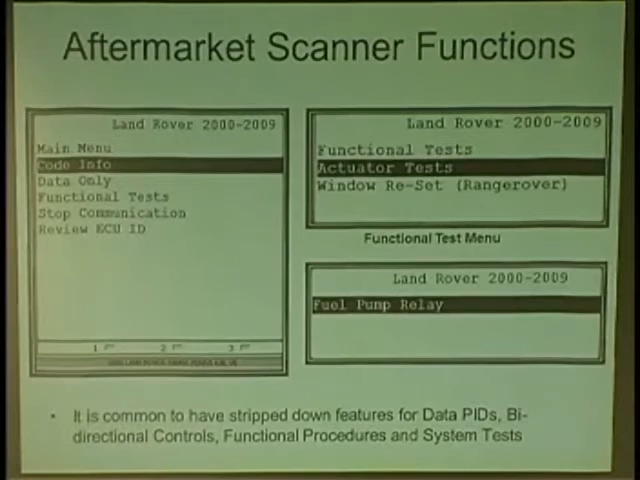 Aftermarket Scanner Functions
Land Rover 2000-2009
Main Menu
Code Info
Data Only
Functional Tests
Stop Communication
Review ECU ID
1
2
3
Land Rover 2000-2009
Functional Tests
Actuator Tests
Window Re-Set (Rangerover)
Functional Test Menu
Land Rover 2000-2009
Fuel Pump Relay
• It is common to have stripped down features for Data PIDs, Bi-
directional Controls, Functional Procedures and System Tests